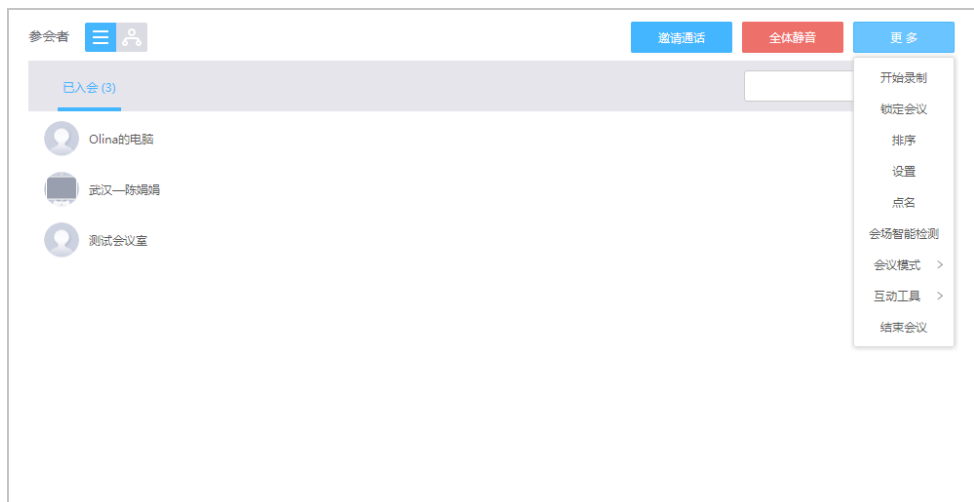 参会者
邀请通话
全体静音
更多
已入会 (3)
开始录制
锁定会议
排序
设置
点名
会场智能检测
会议模式 >
互动工具 >
结束会议
Olina的电脑
武汉—陈娟娟
测试会议室